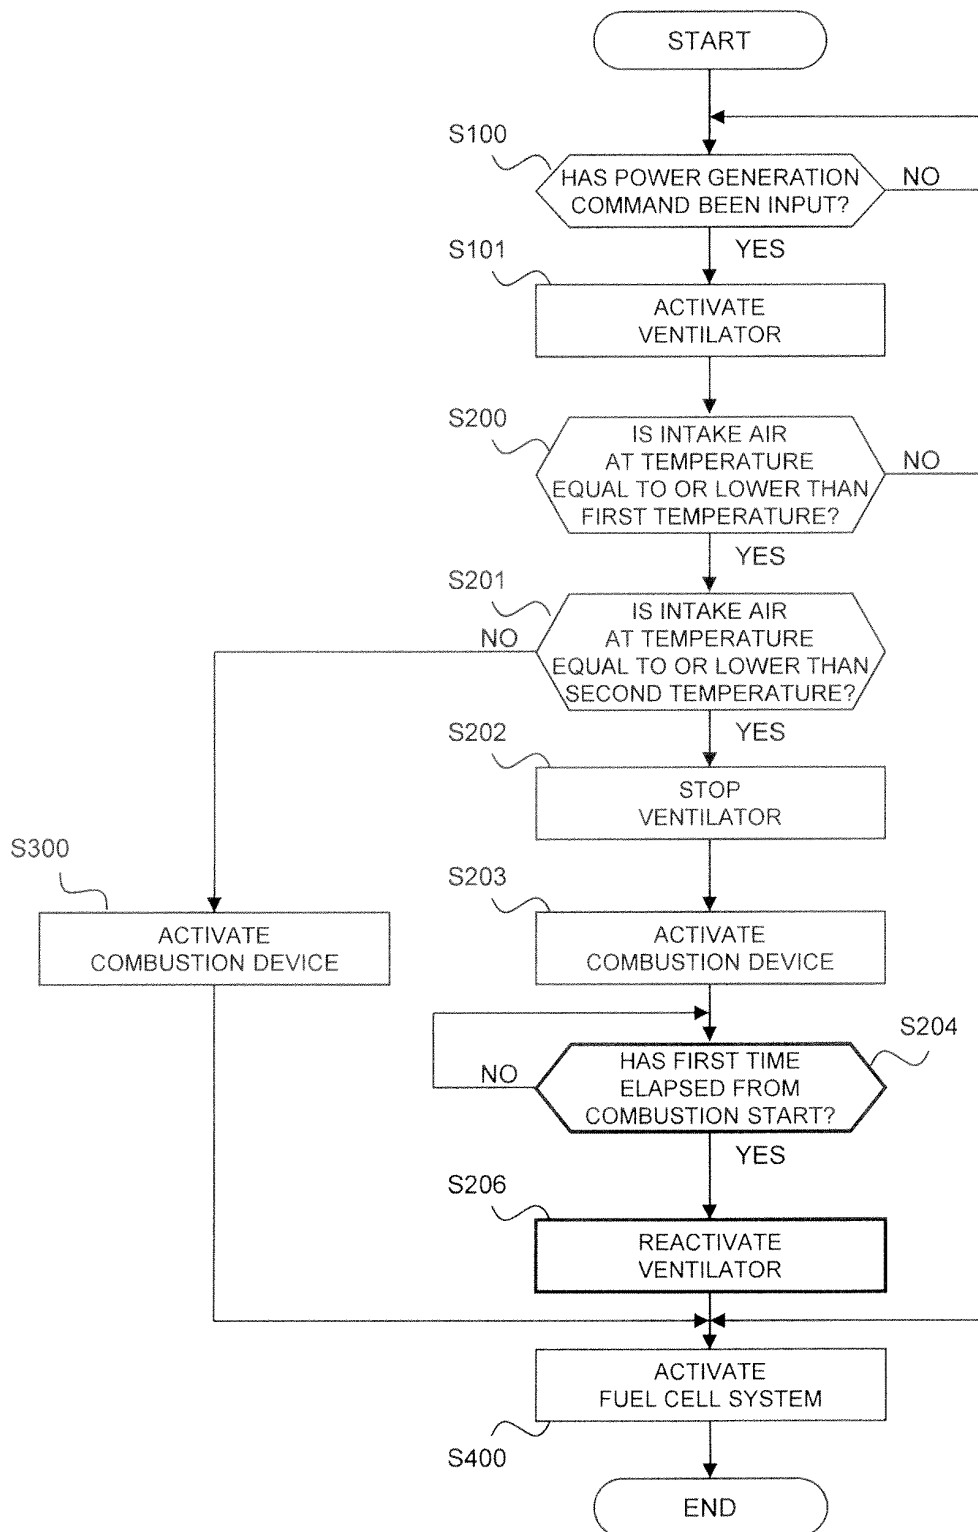 START
S100
HAS POWER GENERATION
COMMAND BEEN INPUT?
NO
YES
S101
ACTIVATE
VENTILATOR
S200
IS INTAKE AIR
AT TEMPERATURE
EQUAL TO OR LOWER THAN
FIRST TEMPERATURE?
NO
YES
S201
IS INTAKE AIR
AT TEMPERATURE
EQUAL TO OR LOWER THAN
SECOND TEMPERATURE?
NO
YES
S202
STOP
VENTILATOR
S300
ACTIVATE
COMBUSTION DEVICE
S203
ACTIVATE
COMBUSTION DEVICE
S204
HAS FIRST TIME
ELAPSED FROM
COMBUSTION START?
NO
YES
S206
REACTIVATE
VENTILATOR
ACTIVATE
FUEL CELL SYSTEM
S400
END